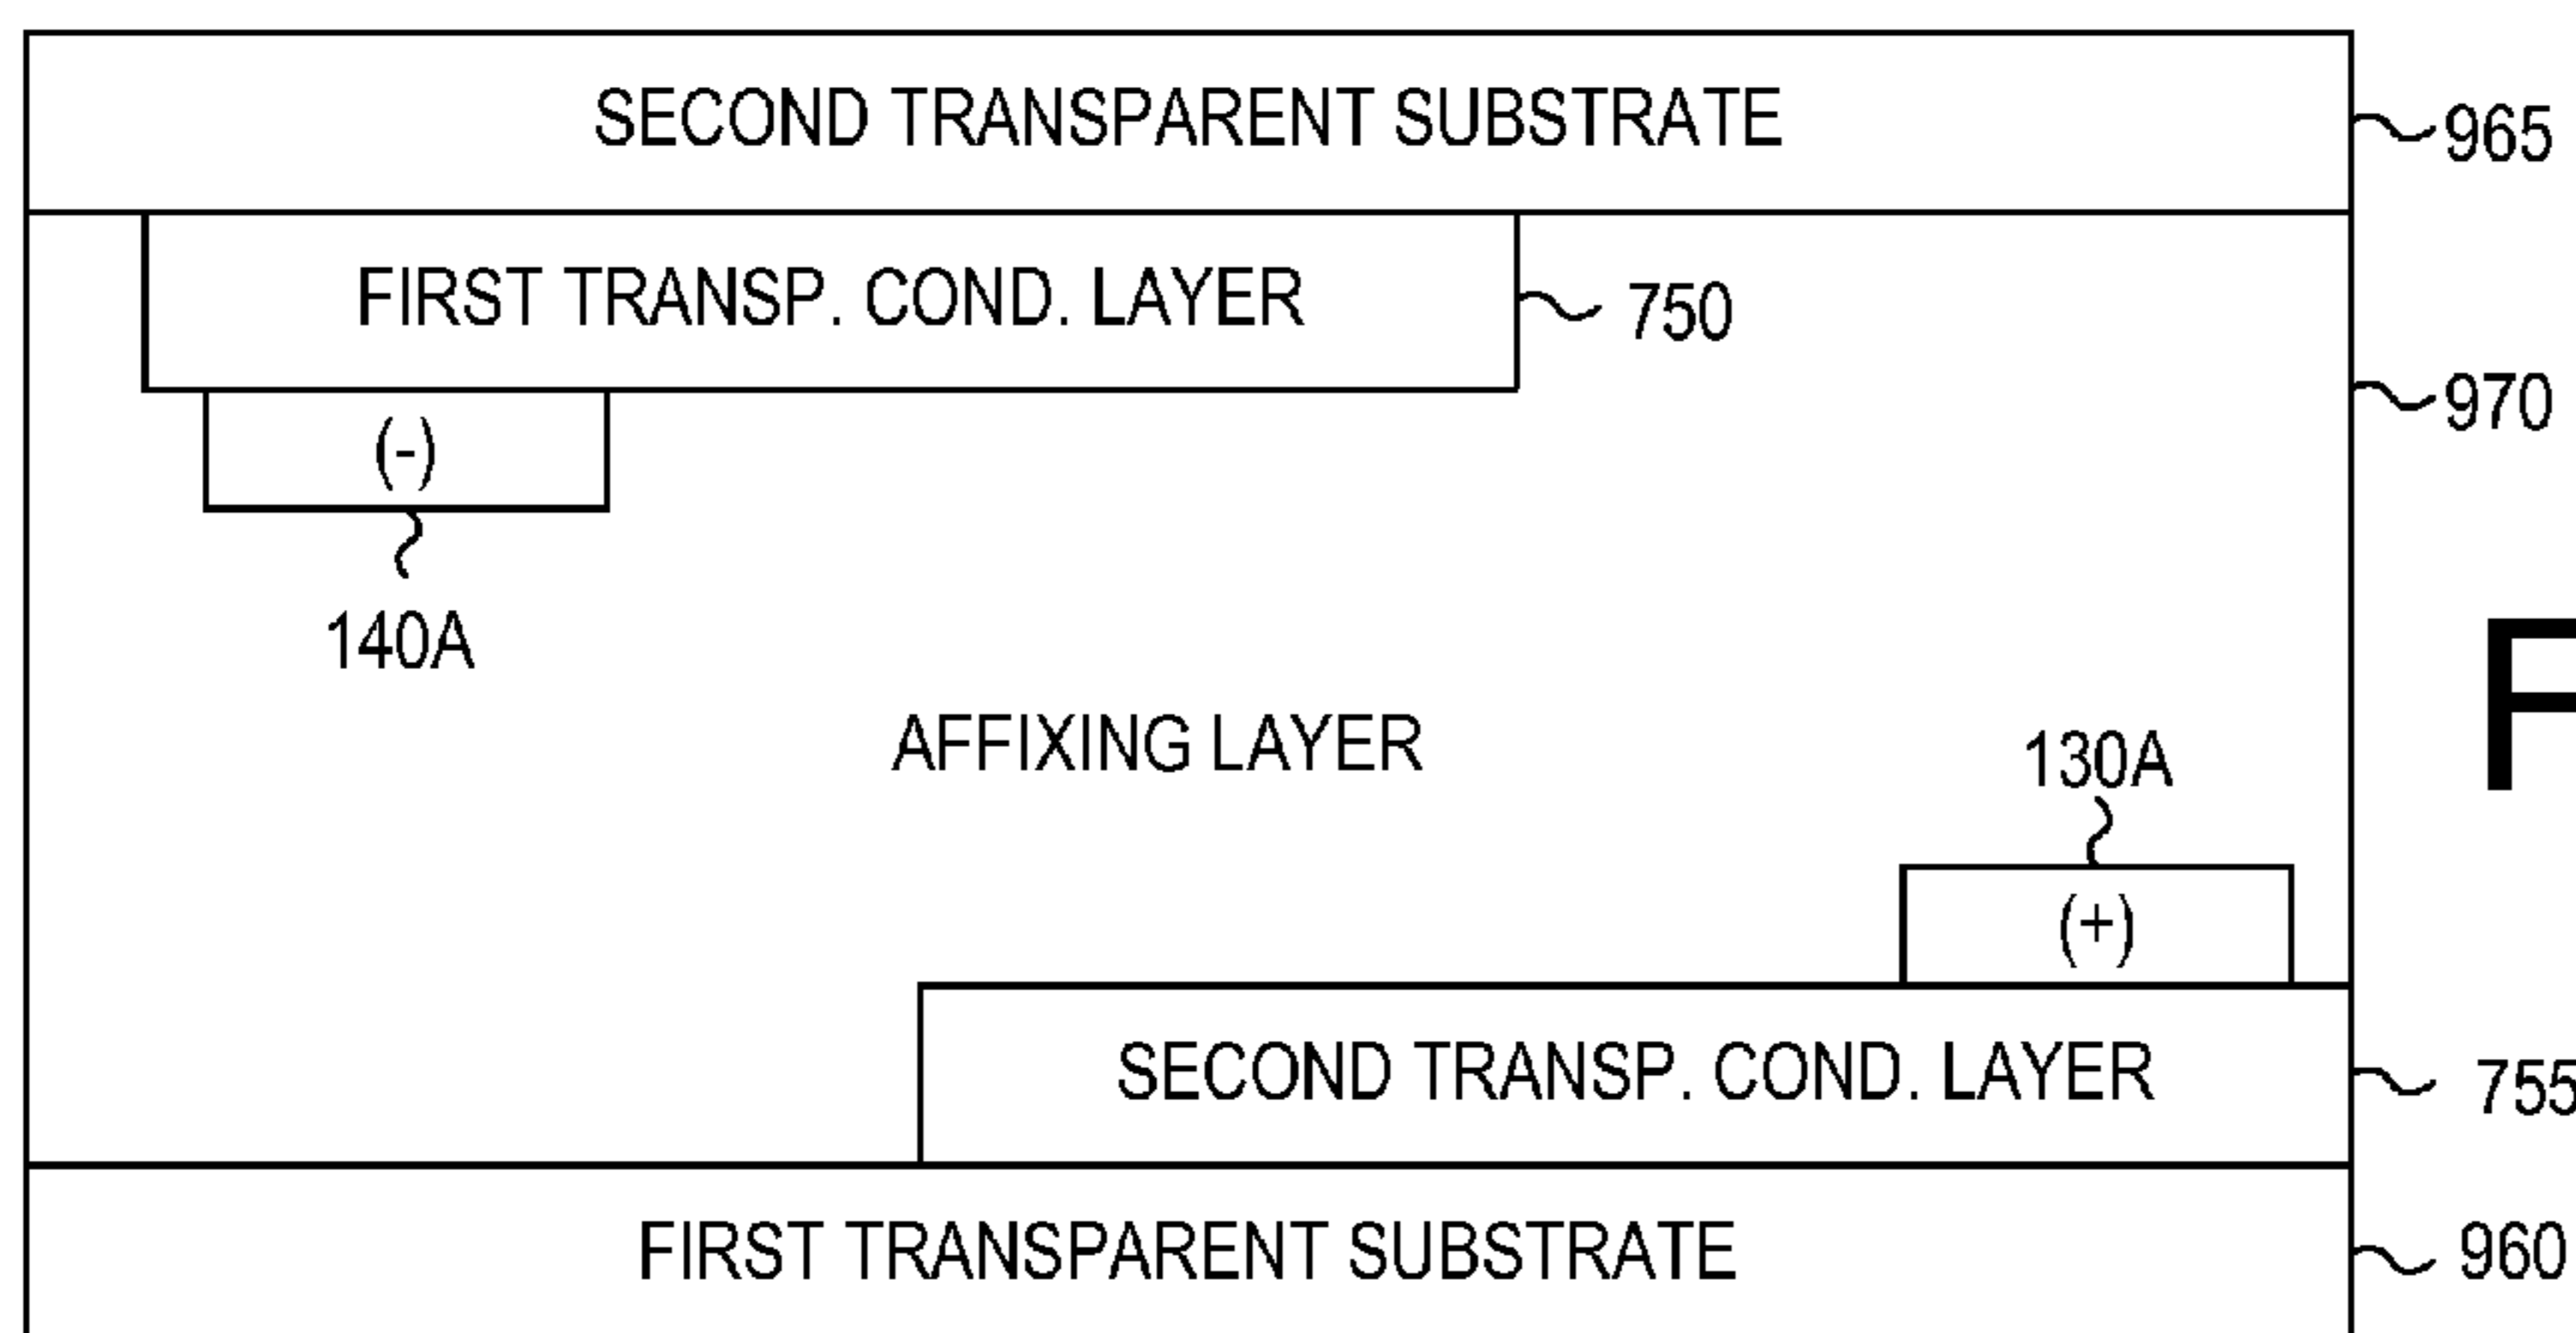 SECOND TRANSPARENT SUBSTRATE
965
FIRST TRANSP. COND. LAYER
750
970
(-)
140A
F
AFFIXING LAYER
130A
(+)
SECOND TRANSP. COND. LAYER
755
FIRST TRANSPARENT SUBSTRATE
960